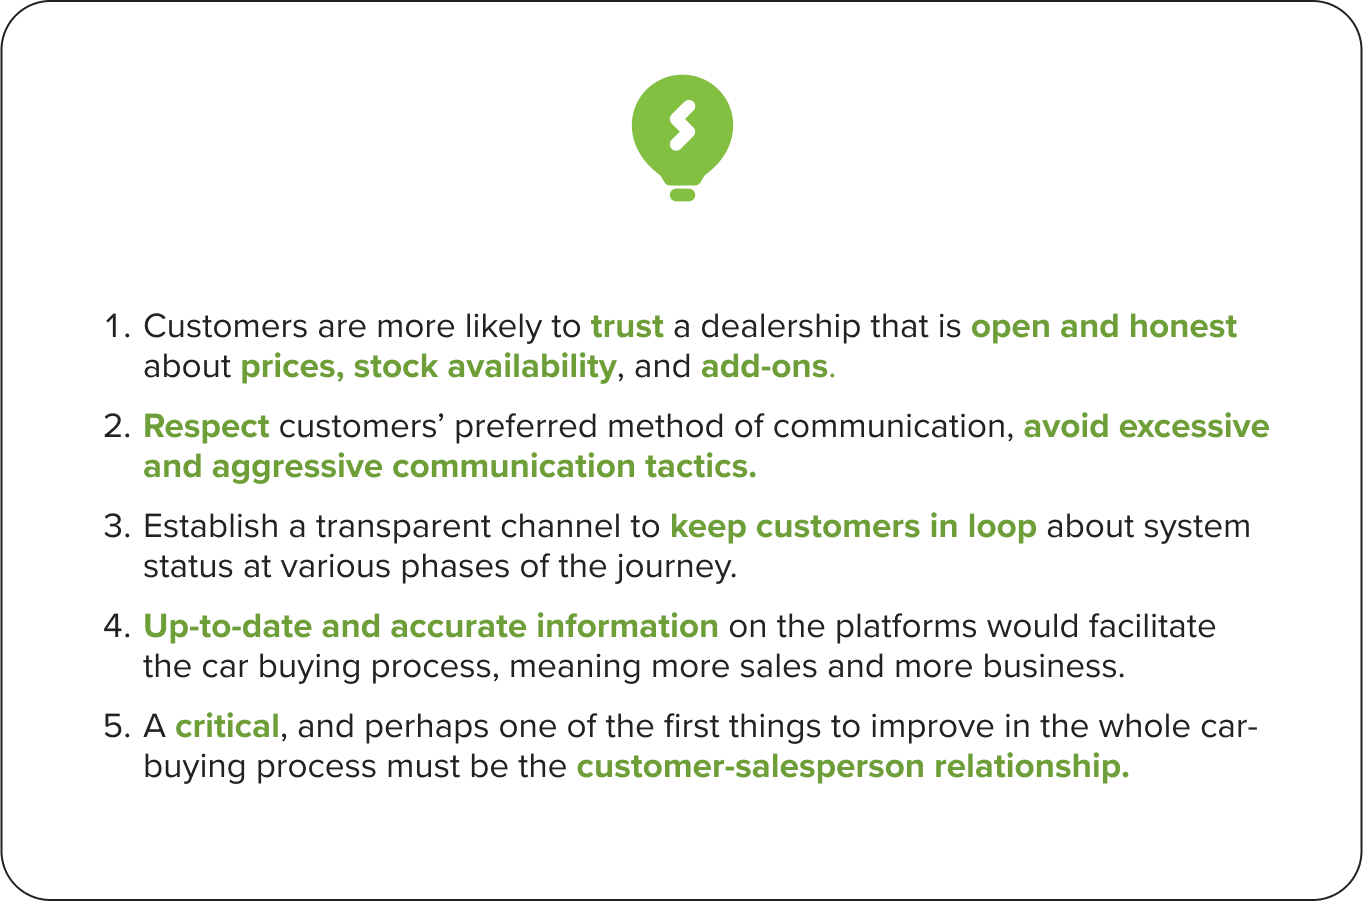 1. Customers are more likely to trust a dealership that is open and honest
about prices, stock availability, and add-ons.
2. Respect customers’ preferred method of communication, avoid excessive
and aggressive communication tactics.
3. Establish a transparent channel to keep customers in loop about system
status at various phases of the journey.
4. Up-to-date and accurate information on the platforms would facilitate
the car buying process, meaning more sales and more business.
5. A critical, and perhaps one of the first things to improve in the whole car-
buying process must be the customer-salesperson relationship.